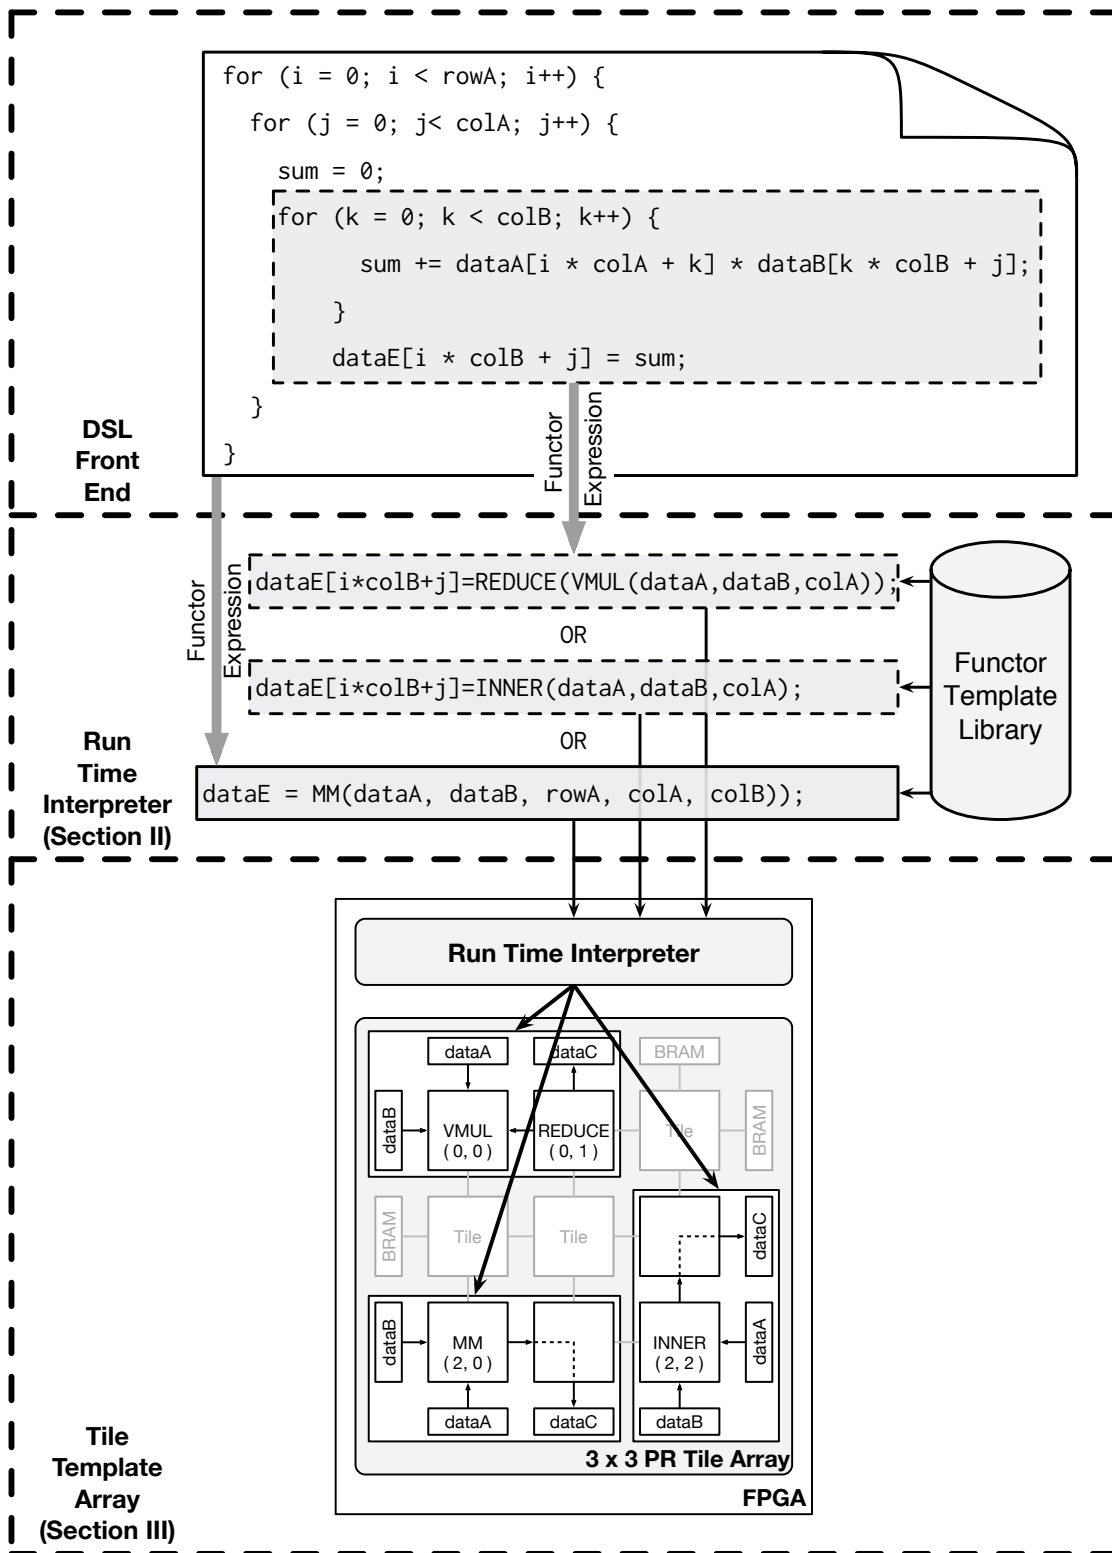 for (i = 0; i < rowA; i++) {
for (j = 0; j< colA; j++) {
sum = 0;
for (k = 0; k < colB; k++) {
sum += dataA[i * colA + k] * dataB[k * colB + j];
}
dataE[i * colB + j] = sum;
}
}
DSL
Front
End
Functor
Expression
Functor
Expression
dataE[i*colB+j]=REDUCE(VMUL(dataA,dataB,colA));
OR
dataE[i*colB+j]=INNER(dataA,dataB,colA);
OR
dataE = MM(dataA, dataB, rowA, colA, colB));
Functor
Template
Library
Run
Time
Interpreter
(Section II)
Run Time Interpreter
dataA
dataC
BRAM
dataB
VMUL
(0, 0)
REDUCE
(0, 1)
Tile
BRAM
BRAM
Tile
Tile
dataC
dataB
MM
(2, 0)
INNER
(2, 2)
dataA
dataA
dataC
dataB
3 x 3 PR Tile Array
FPGA
Tile
Template
Array
(Section III)